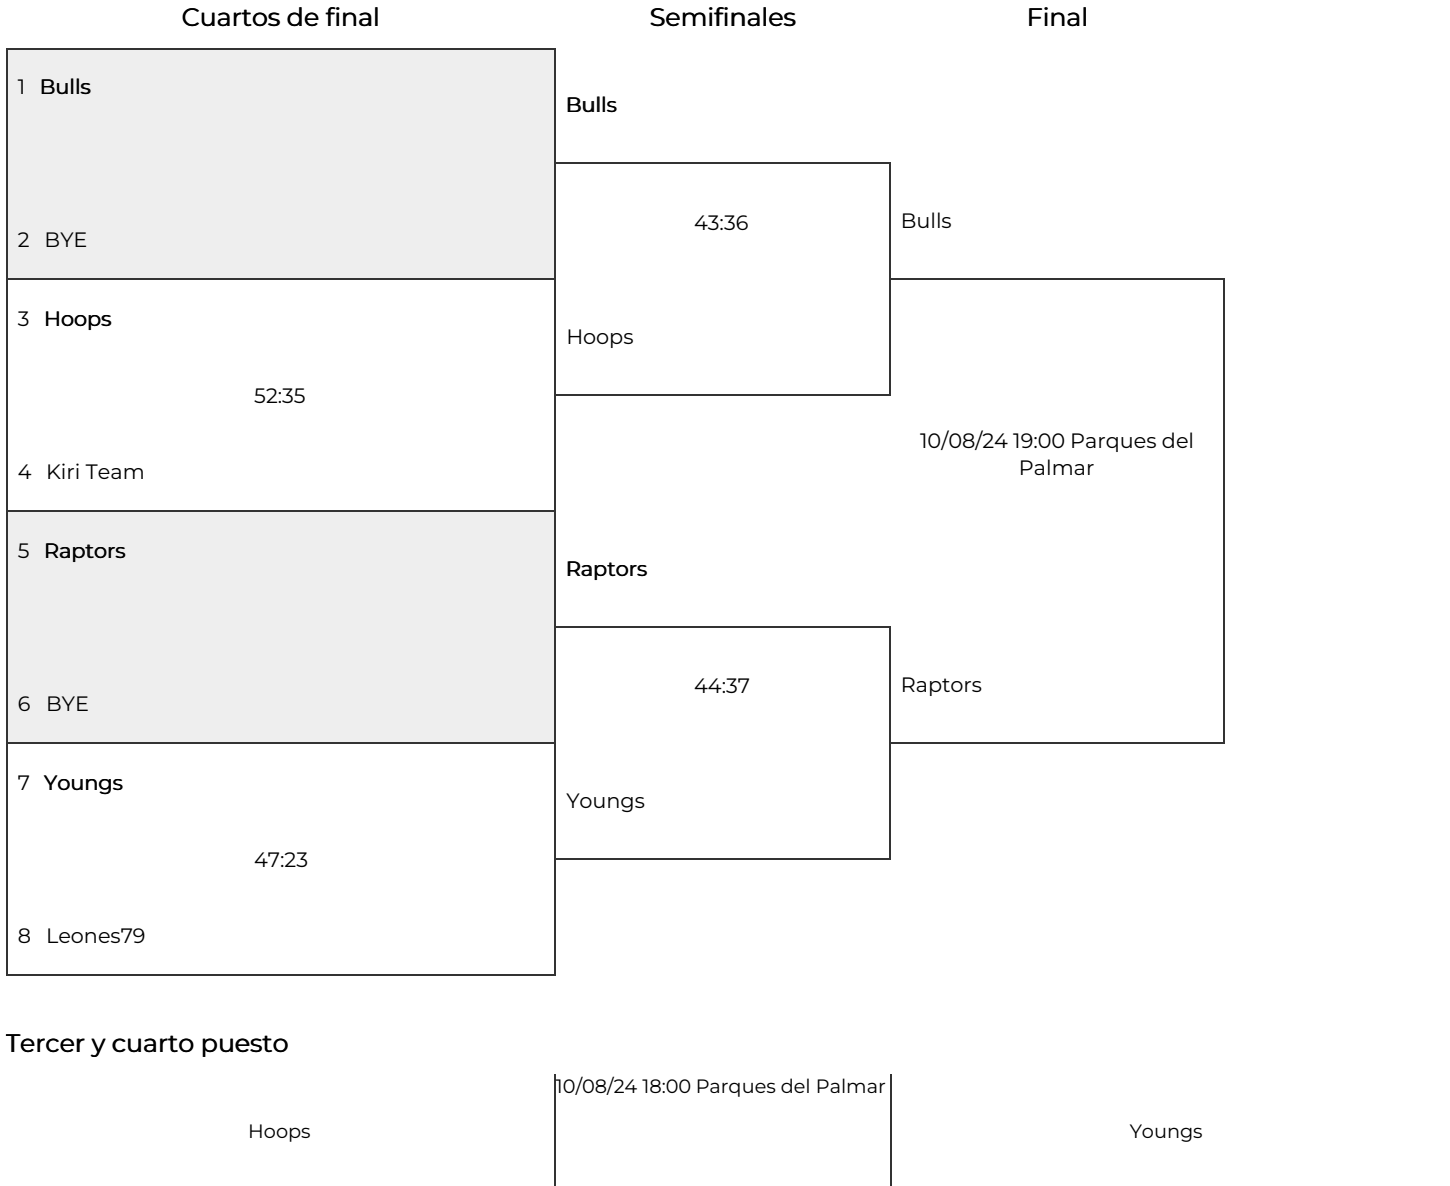 Cuartos de final
Semifinales
Final
1 Bulls
2 BYE
3 Hoops
52:35
4 Kiri Team
5 Raptors
6 BYE
7 Youngs
47:23
8 Leones79
Bulls
43:36
Hoops
Raptors
44:37
Youngs
Bulls
10/08/24 19:00 Parques del
Palmar
Raptors
Tercer y cuarto puesto
Hoops
10/08/24 18:00 Parques del Palmar
Youngs